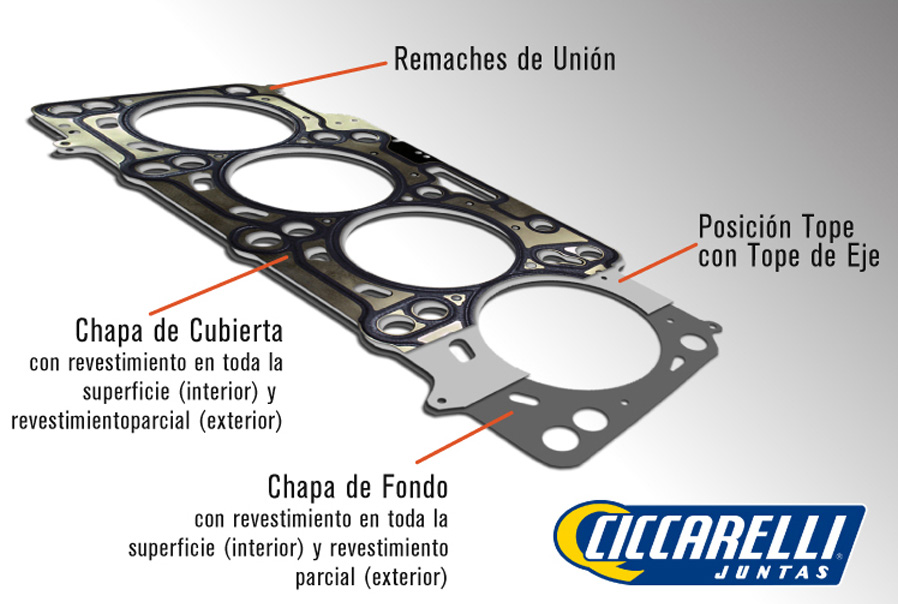 Remaches de Unión
Posición Tope
con Tope de Eje
Chapa de Cubierta
con revestimiento en toda la
superficie (interior) y
revestimientoparcial (exterior)
Chapa de Fondo
con revestimiento en toda la
superficie (interior) y revestimiento
parcial (exterior)
CICCARELLI®
JUNTAS